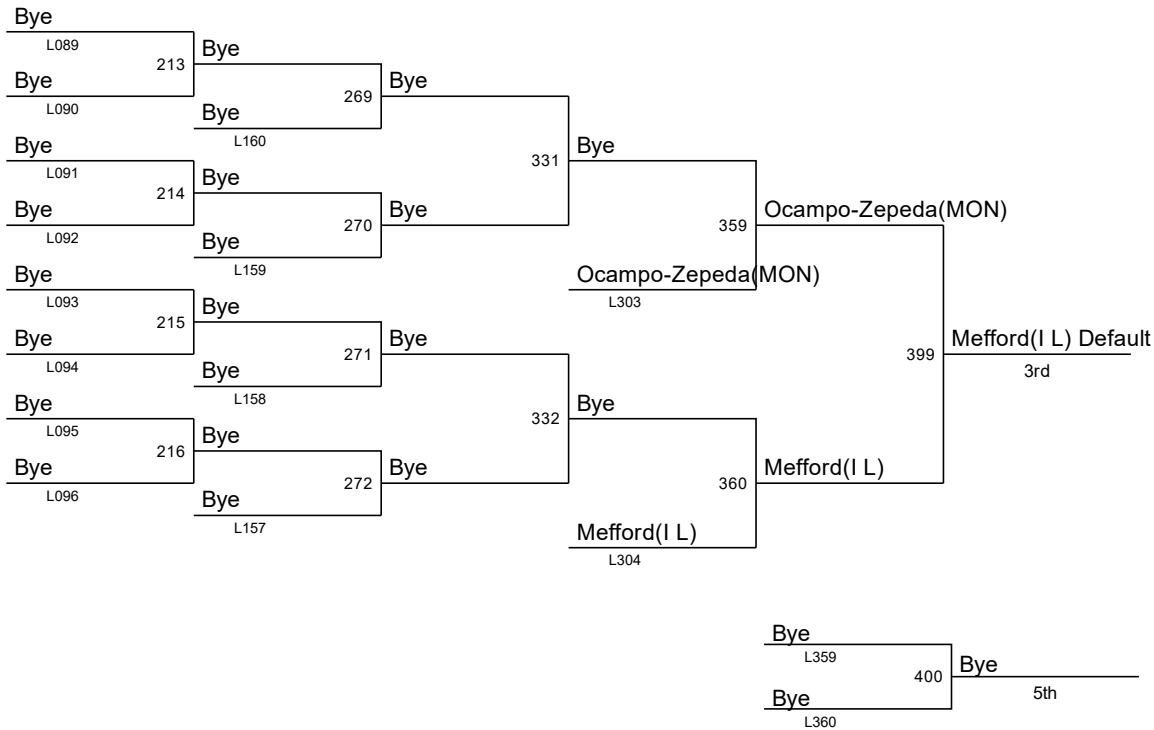 Bye
L089
213
Bye
Bye
L090
269
Bye
Bye
L160
Bye
L091
331
Bye
214
Bye
Bye
L092
270
Bye
359
Ocampo-Zepeda(MON)
Bye
L159
Bye
L093
Ocampo-Zepeda(MON)
L303
215
Bye
Bye
L094
271
Bye
399
Mefford(I L) Default
3rd
Bye
L158
Bye
L095
332
Bye
216
Bye
Bye
L096
272
Bye
360
Mefford(I L)
Bye
L157
Mefford(I L)
L304
Bye
L359
400
Bye
5th
Bye
L360